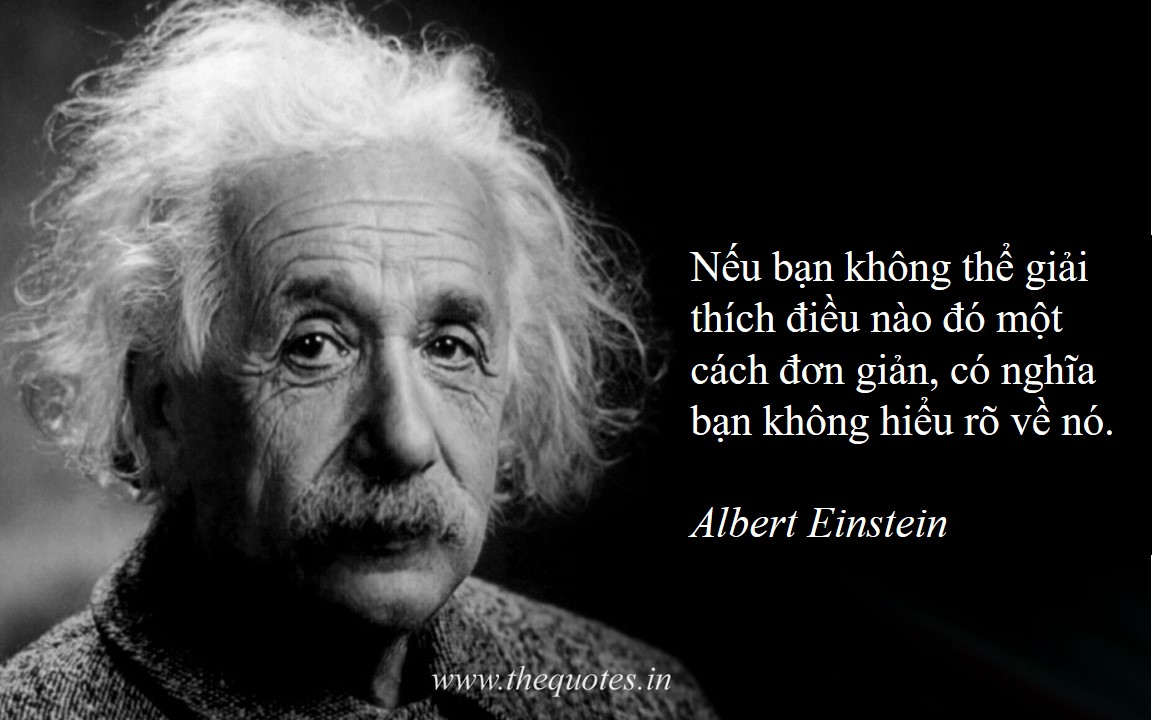 Nếu bạn không thể giải
thích điều nào đó một
cách đơn giản, có nghĩa
bạn không hiểu rõ về nó.
Albert Einstein
www.thequotes.in